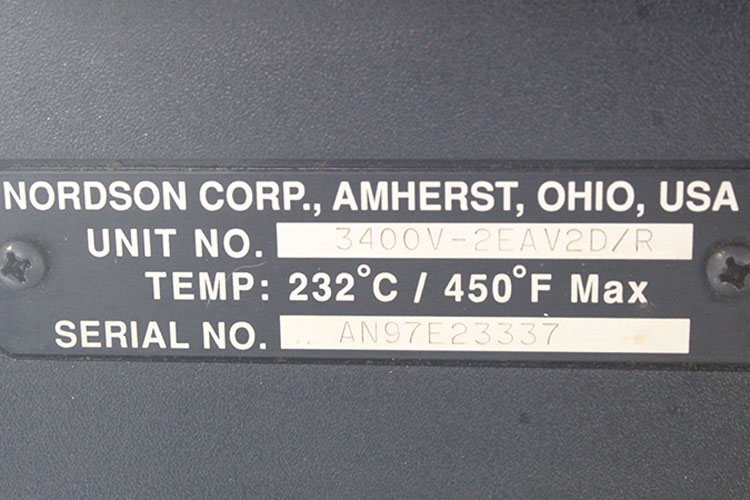 NORDSON CORP., AMHERST, OHIO, USA
UNIT NO. 3400V-2EAV2D/R
TEMP: 232°C / 450°F Max
SERIAL NO. AN97E23337